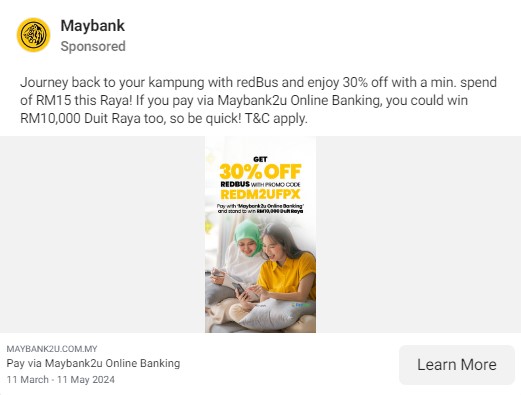 Maybank
Sponsored
Journey back to your kampung with redBus and enjoy 30% off with a min. spend
of RM15 this Raya! If you pay via Maybank2u Online Banking, you could win
RM10,000 Duit Raya too, so be quick! T&C apply.
GET
30% OFF
REDBUS WITH PROMO CODE
REDM2UFPX
Pay with 'Maybank2u Online Banking'
and stand to win RM10,000 Duit Raya
MAYBANK2U.COM.MY
Pay via Maybank2u Online Banking
11 March - 11 May 2024
Learn More